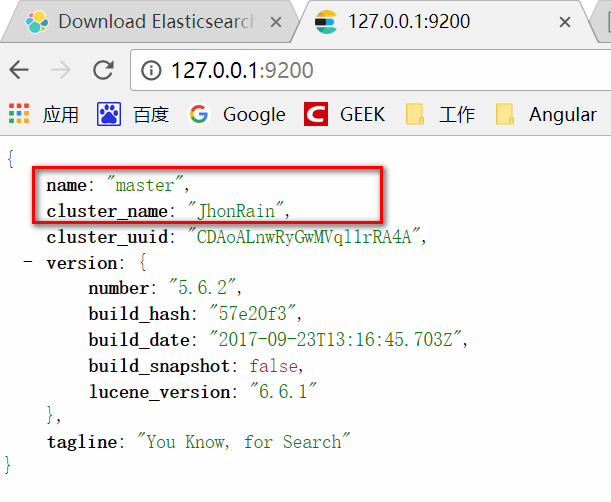 Download Elasticsearch
127.0.0.1:9200
127.0.0.1:9200
应用 百度 Google GEEK 工作 Angular
{
name: "master",
cluster_name: "JhonRain",
cluster_uuid: "CDAoALnwRyGwMVql1rRA4A",
- version: {
number: "5.6.2",
build_hash: "57e20f3",
build_date: "2017-09-23T13:16:45.703Z",
build_snapshot: false,
lucene_version: "6.6.1"
},
tagline: "You Know, for Search"
}